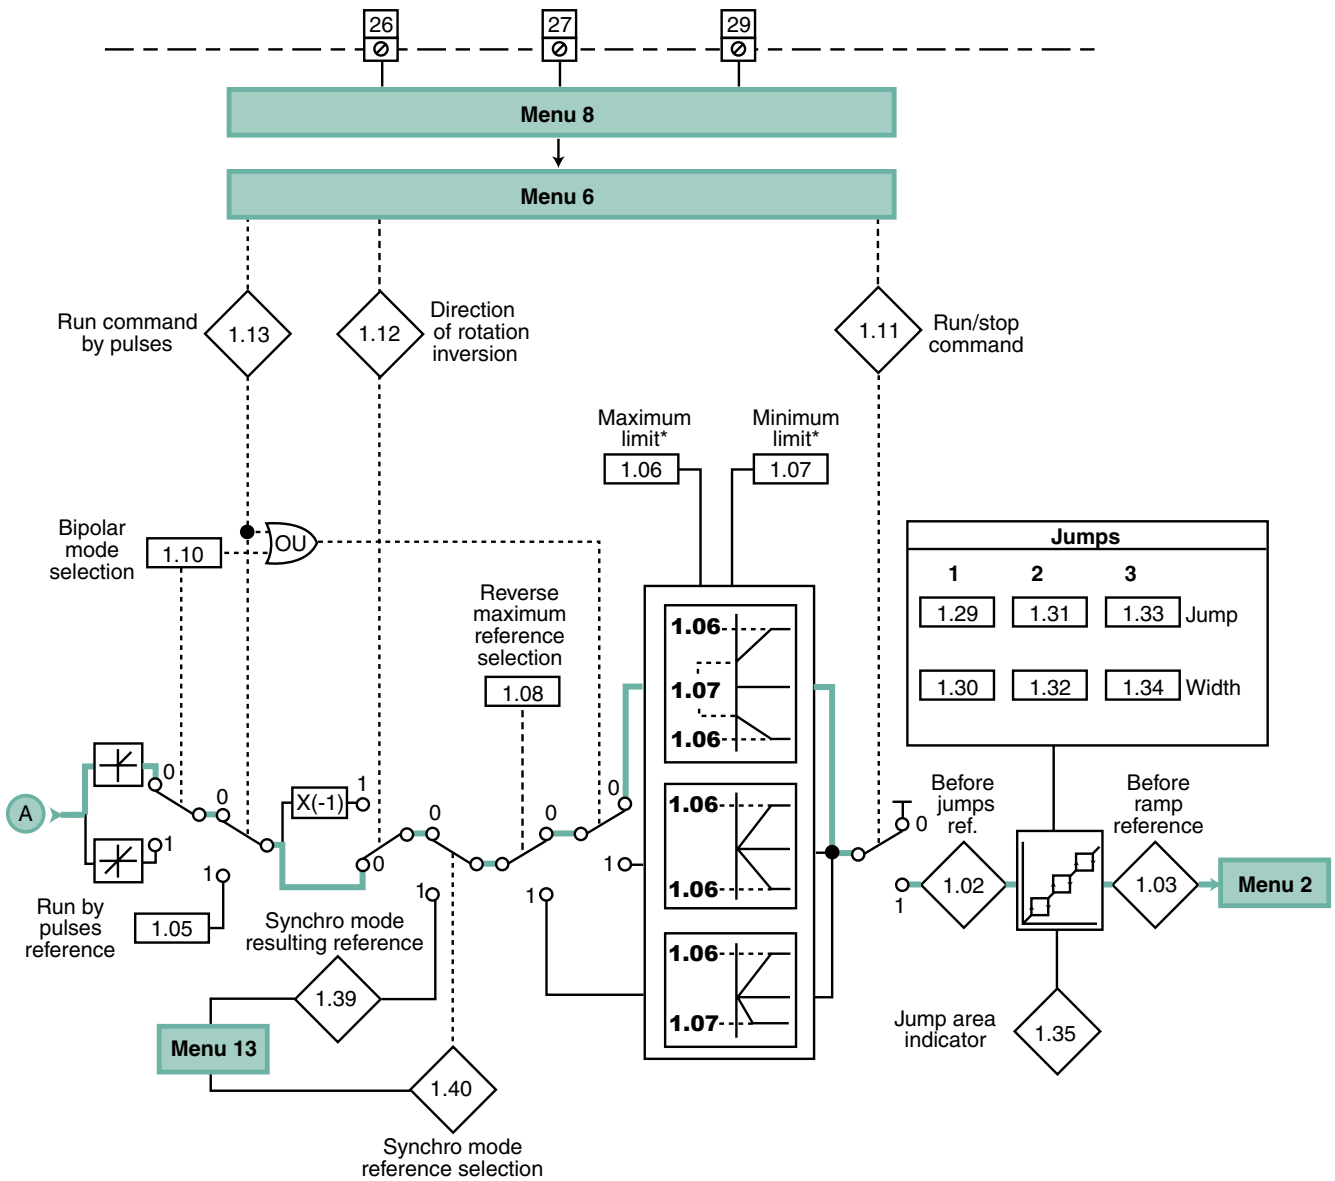 26
27
29
Menu 8
Menu 6
Run command
by pulses
1.13
1.12
Direction
of rotation
inversion
1.11
Run/stop
command
Maximum
limit*
1.06
Minimum
limit*
1.07
Bipolar
mode
selection
1.10
OU
Reverse
maximum
reference
selection
1.08
1.06
1.07
1.06
1.06
1.06
1.06
1.07
Jumps
1 2 3
1.29 1.31 1.33 Jump
1.30 1.32 1.34 Width
A
0
1
0
1
Run by
pulses
reference
1.05
X(-1)
1
0
0
1
0
1
0
1
0
1
Synchro mode
resulting reference
1.39
Menu 13
1.40
Synchro mode
reference selection
Before
jumps
ref.
1.02
Before
ramp
reference
1.03
Menu 2
Jump area
indicator
1.35